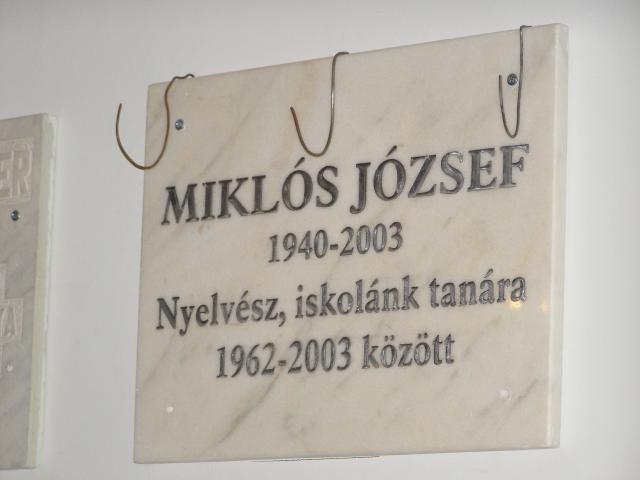 MIKLÓS JÓZSEF
1940-2003
Nyelvész, iskolánk tanára
1962-2003 között